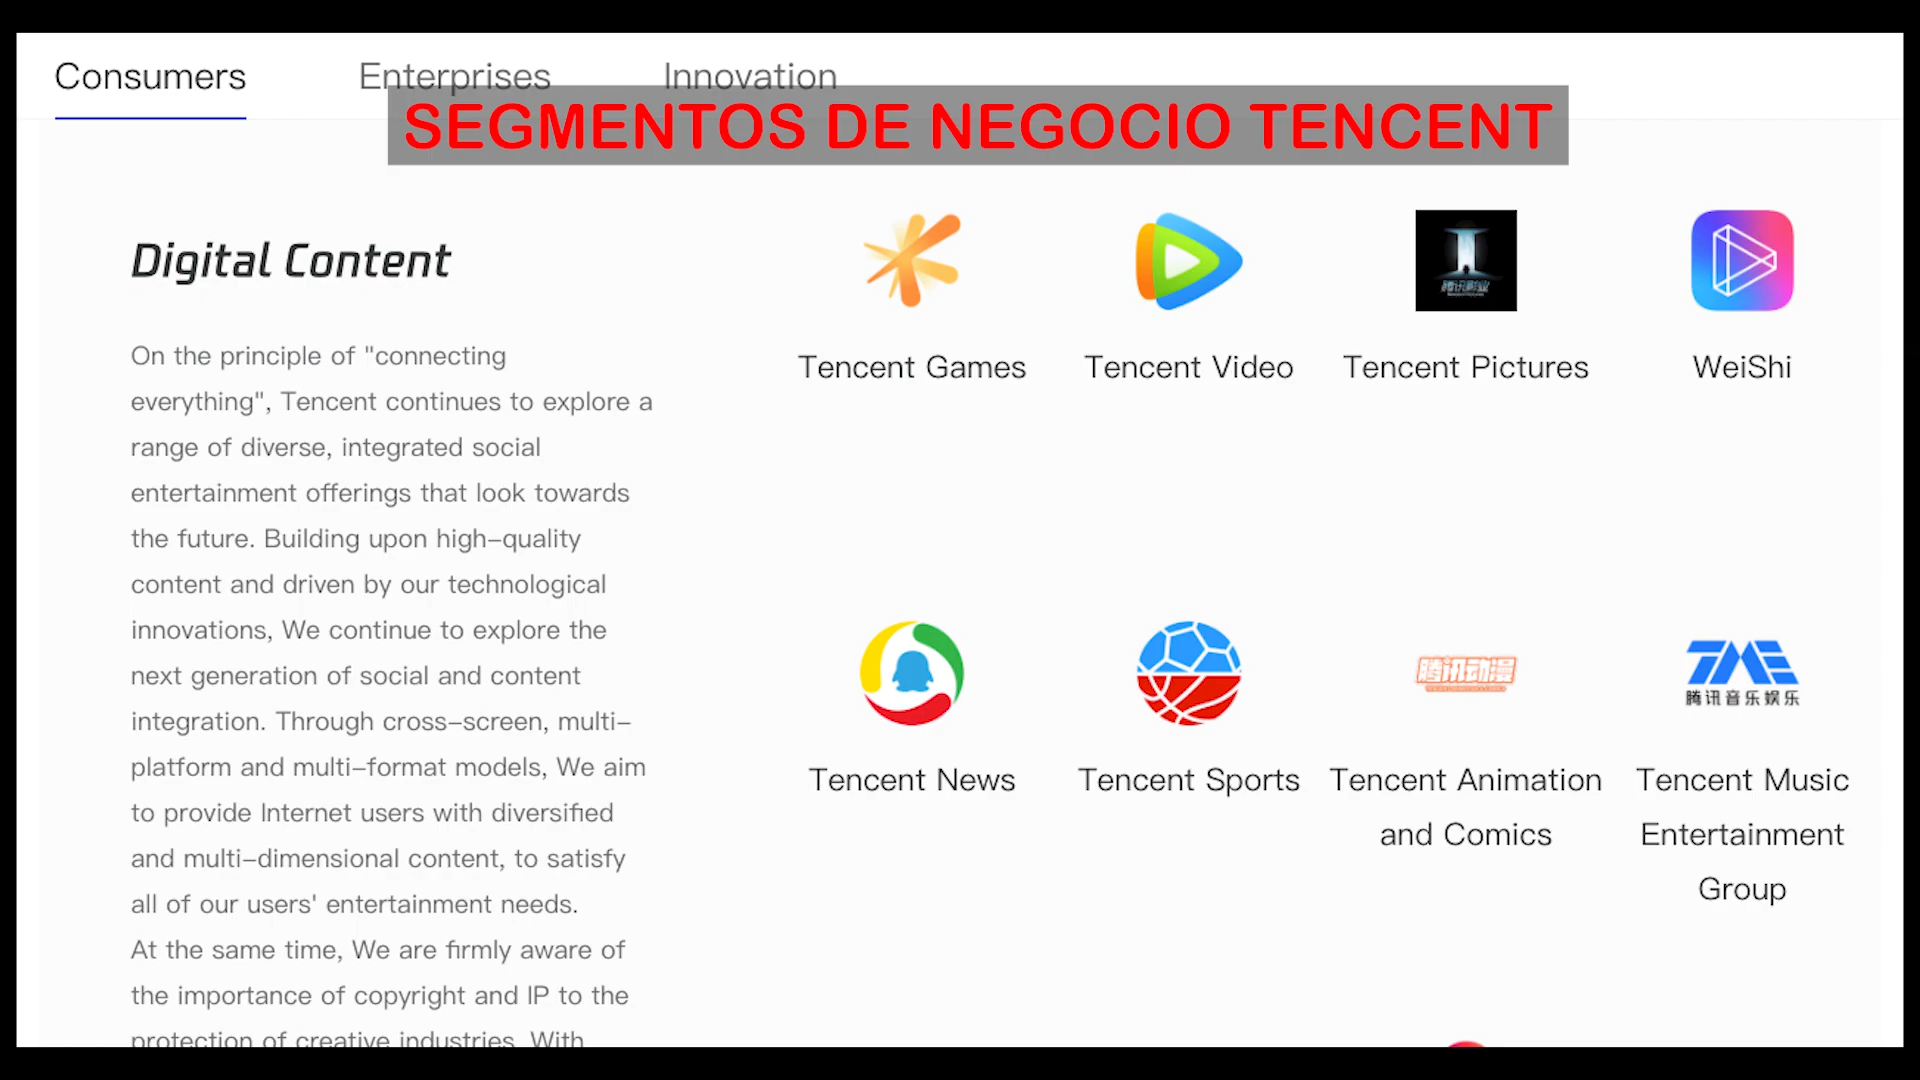 Consumers
Enterprises
Innovation
SEGMENTOS DE NEGOCIO TENCENT
Digital Content
On the principle of "connecting
everything", Tencent continues to explore a
range of diverse, integrated social
entertainment offerings that look towards
the future. Building upon high-quality
content and driven by our technological
innovations, We continue to explore the
next generation of social and content
integration. Through cross-screen, multi-
platform and multi-format models, We aim
to provide Internet users with diversified
and multi-dimensional content, to satisfy
all of our users' entertainment needs.
At the same time, We are firmly aware of
the importance of copyright and IP to the
protection of creative industries. With
Tencent Games
Tencent Video
腾讯影业
Tencent Pictures
WeiShi
Tencent News
Tencent Sports
腾讯动漫
Tencent Animation
and Comics
TME
腾讯音乐娱乐
Tencent Music
Entertainment
Group